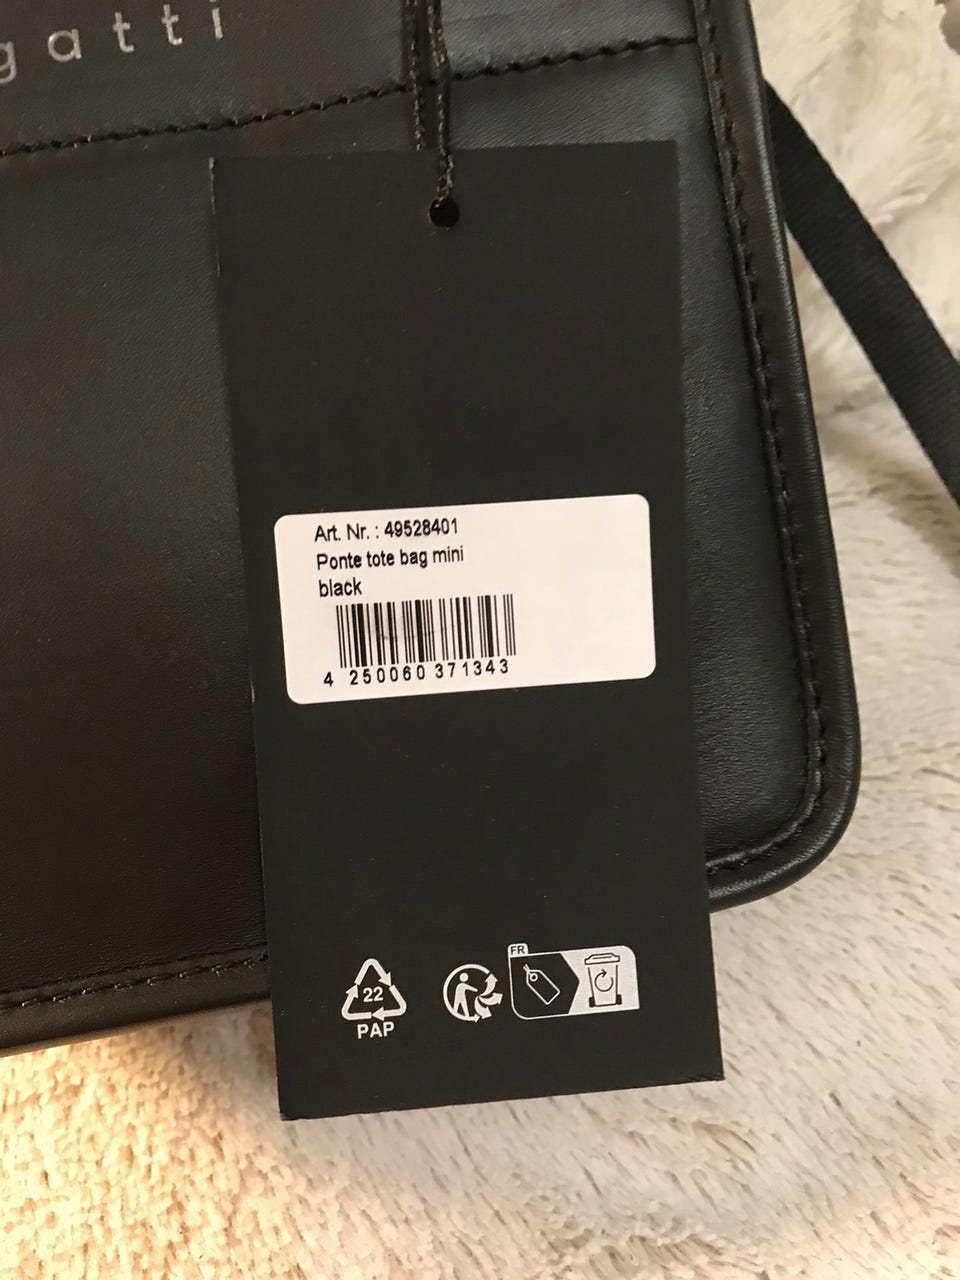 gatti
Art. Nr. : 49528401
Ponte tote bag mini
black
4 250060 371343
FR
22
PAP